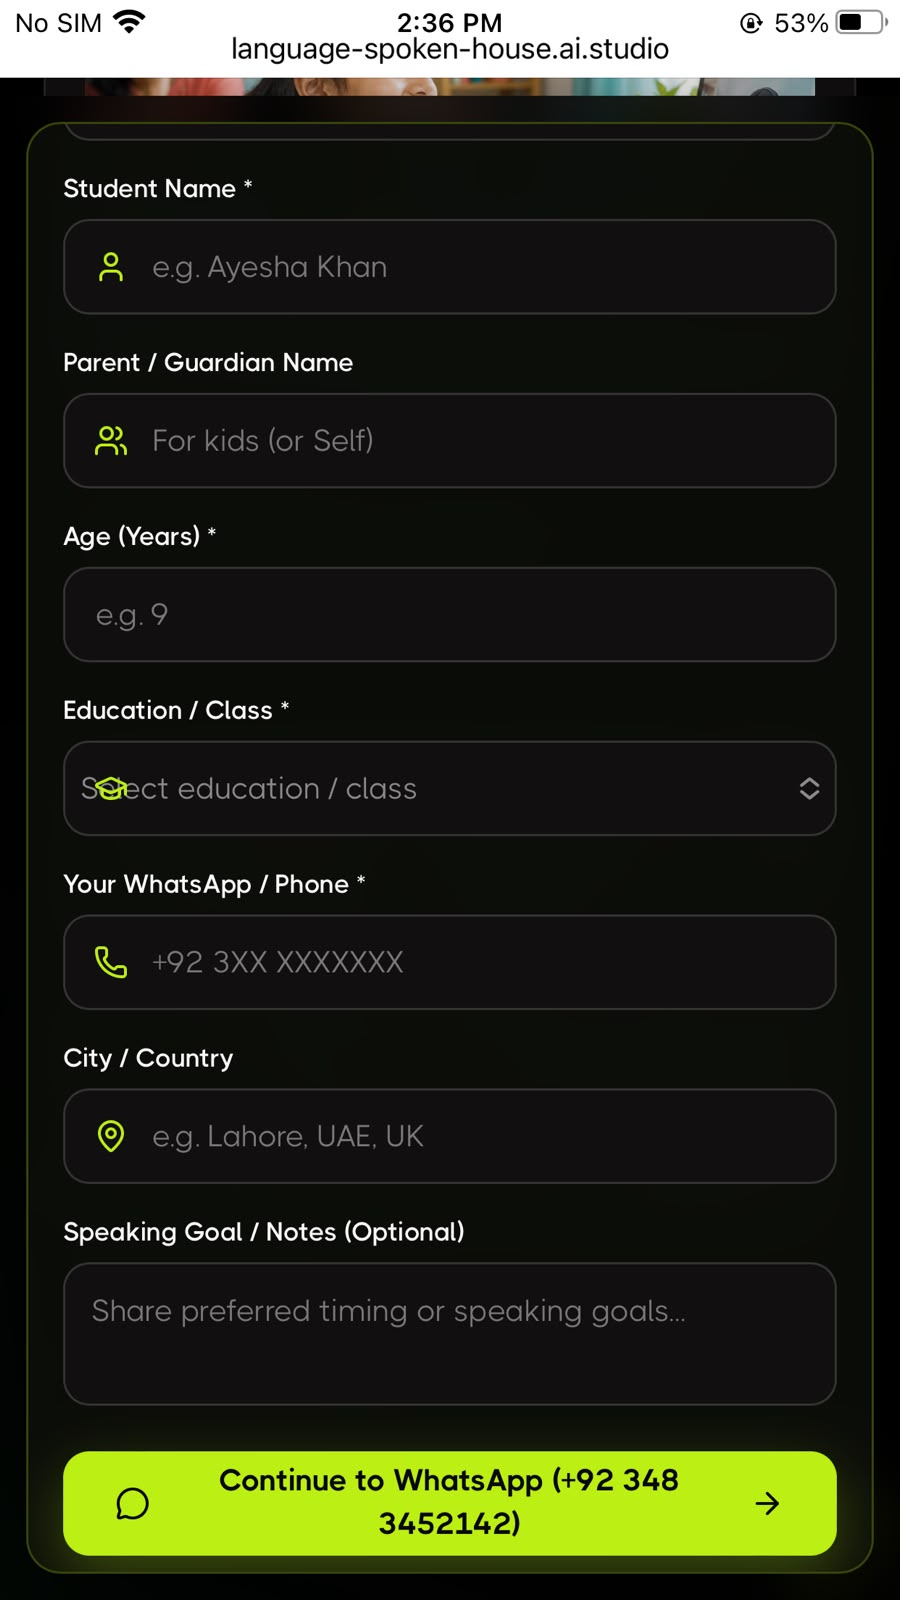 No SIM 2:36 PM 53%
language-spoken-house.ai.studio
Student Name *
e.g. Ayesha Khan
Parent / Guardian Name
For kids (or Self)
Age (Years) *
e.g. 9
Education / Class *
Select education / class
Your WhatsApp / Phone *
+92 3XX XXXXXXX
City / Country
e.g. Lahore, UAE, UK
Speaking Goal / Notes (Optional)
Share preferred timing or speaking goals...
Continue to WhatsApp (+92 348
3452142)